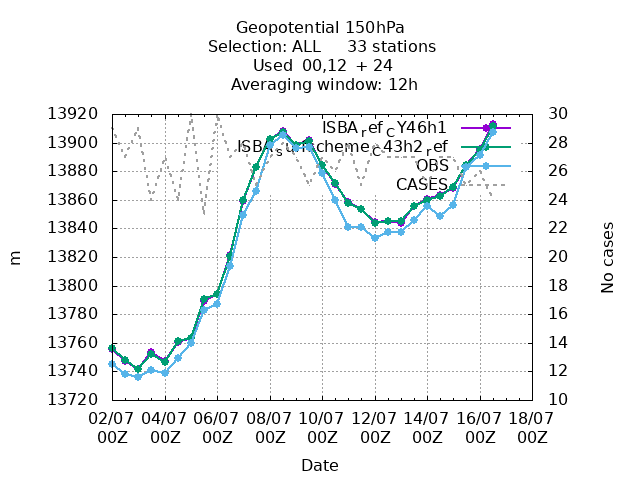 Geopotential 150hPa
Selection: ALL     33 stations
Used  00,12  + 24
Averaging window: 12h
13920
13900
13880
13860
13840
13820
13800
13780
13760
13740
13720
m
30
28
26
24
22
20
18
16
14
12
10
No cases
ISBA_ref_CY46h1
OBS
CASES
02/07 04/07 06/07 08/07 10/07 12/07 14/07 16/07 18/07
00Z 00Z 00Z 00Z 00Z 00Z 00Z 00Z 00Z
Date